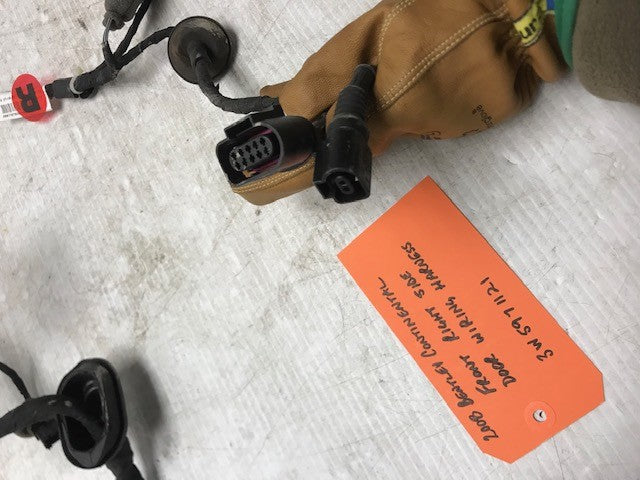 2008 BENTLEY CONTINENTAL
FRONT RIGHT SIDE
DOOR WIRING HARNESS
3W5971121
R